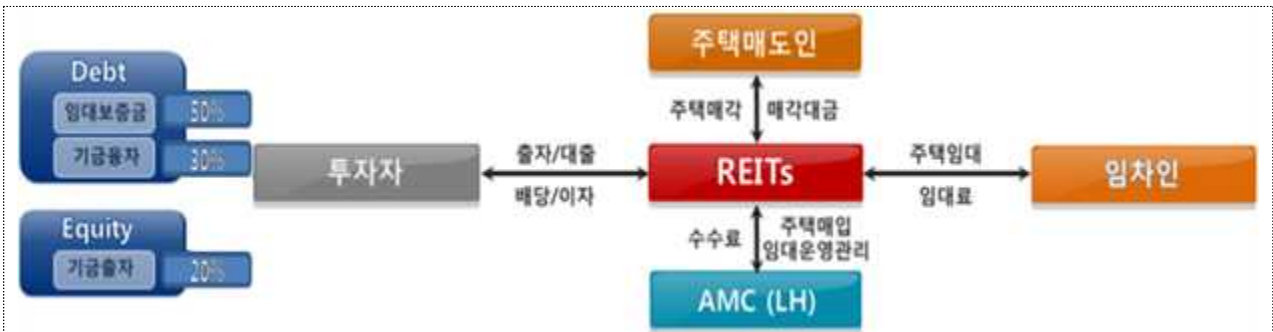 주택매도인
Debt
임대보증금 50%
기금융자 30%
주택매각 매각대금
투자자
출자/대출
배당/이자
REITs
주택임대
임대료
임차인
Equity
기금출자 20%
수수료
주택매입
임대운영관리
AMC (LH)